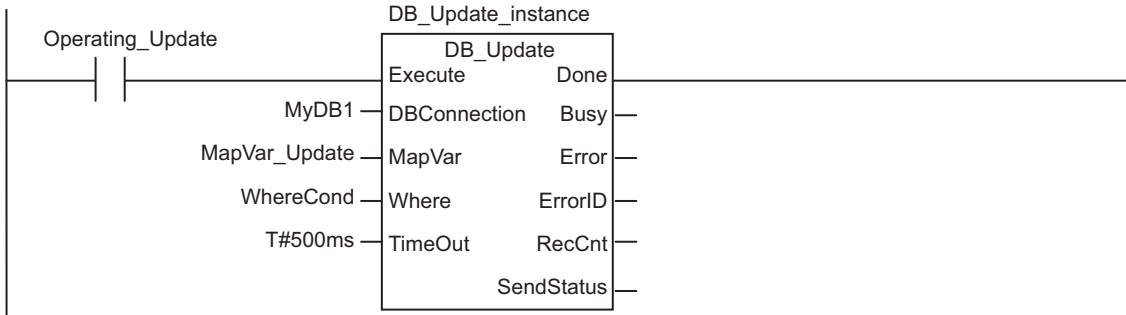 DB_Update_instance
Operating_Update
DB_Update
Execute Done
MyDB1 DBConnection Busy
MapVar_Update MapVar Error
WhereCond Where ErrorID
T#500ms TimeOut RecCnt
SendStatus